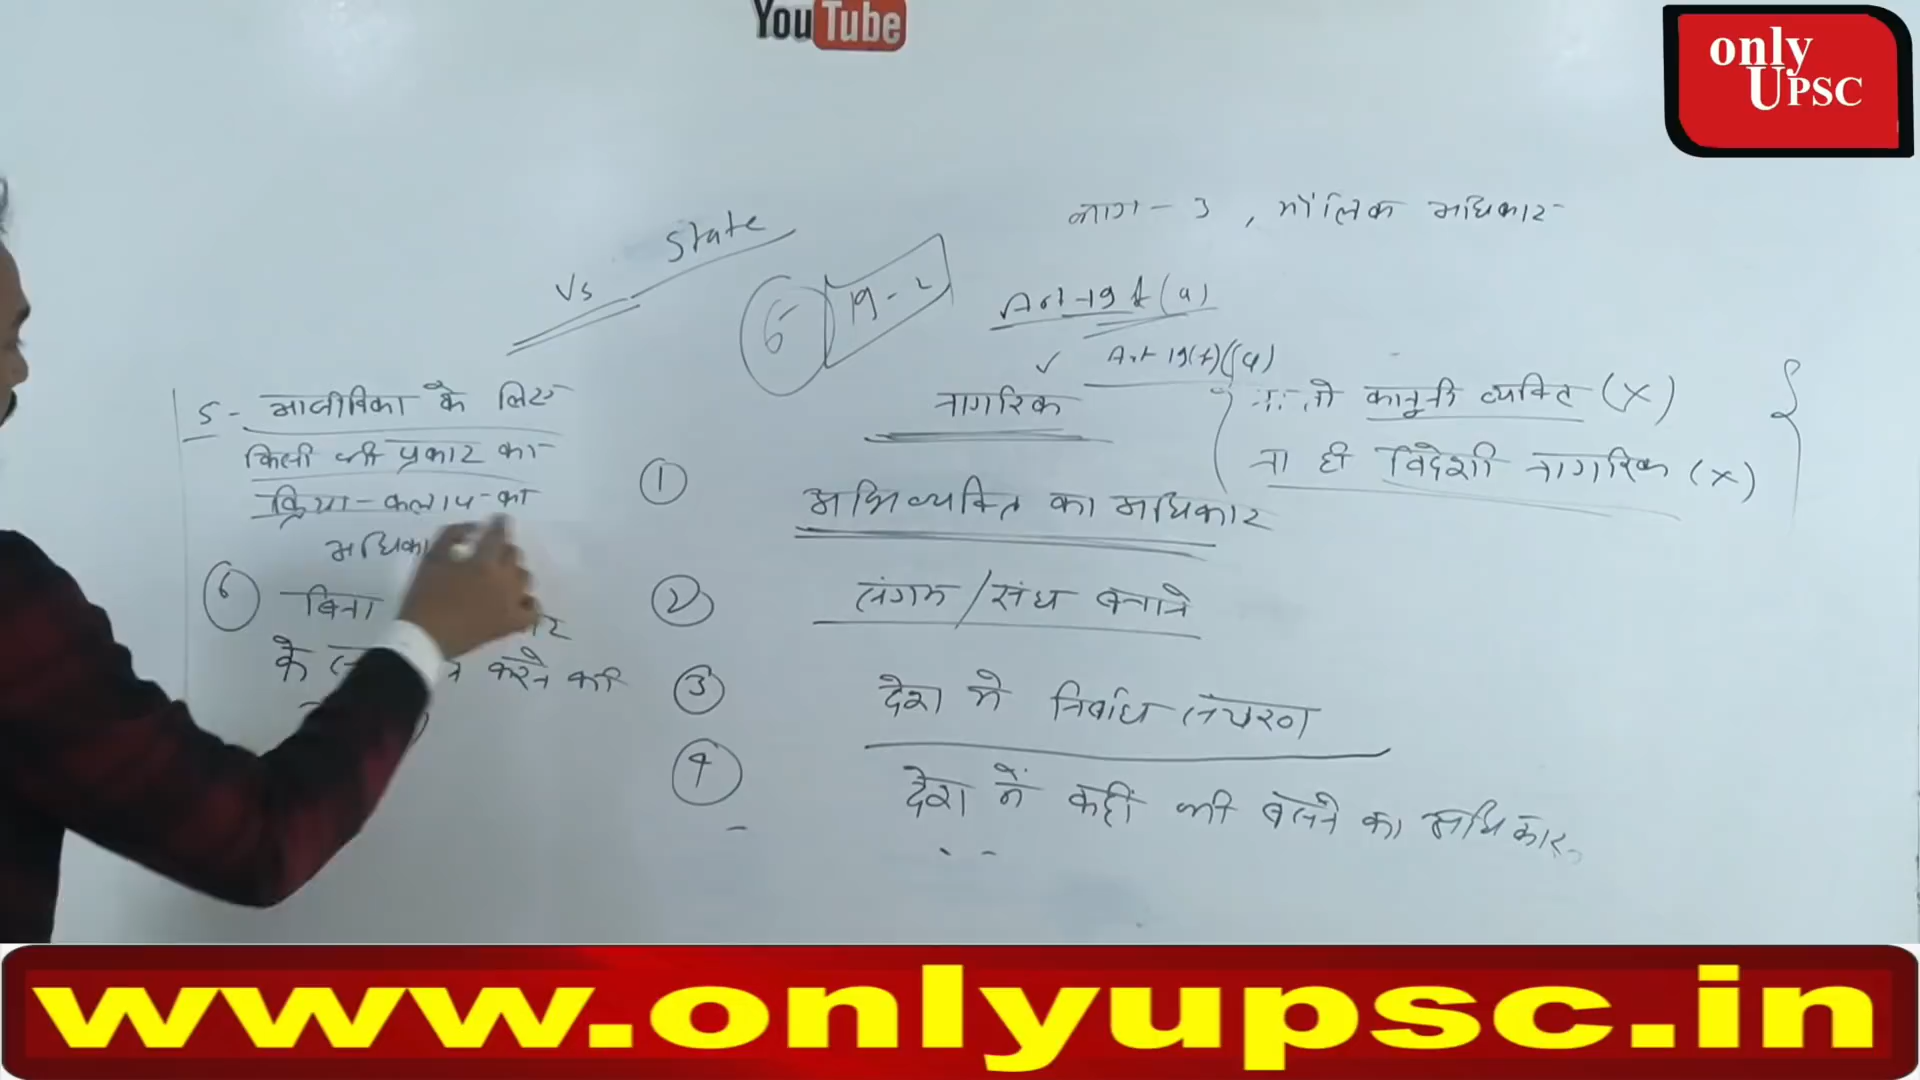 YouTube
only
UPSC
भाग - 3 , मौलिक अधिकार
Vs State
6 19-2
Art-19 1(a)
✓ Art 19(1)(a)
नागरिक
तो कानूनी व्यक्ति (X)
ना ही विदेशी नागरिक (X)
① अभिव्यक्ति का अधिकार
② संगम/संघ बनाने
③ देश मे निर्बाध संचरण
④ देश में कहीं भी बसने का अधिकार
5 - आजीविका के लिए
किसी भी प्रकार का
क्रिया-कलाप-का
⑥ बिना
के करने की
www.onlyupsc.in